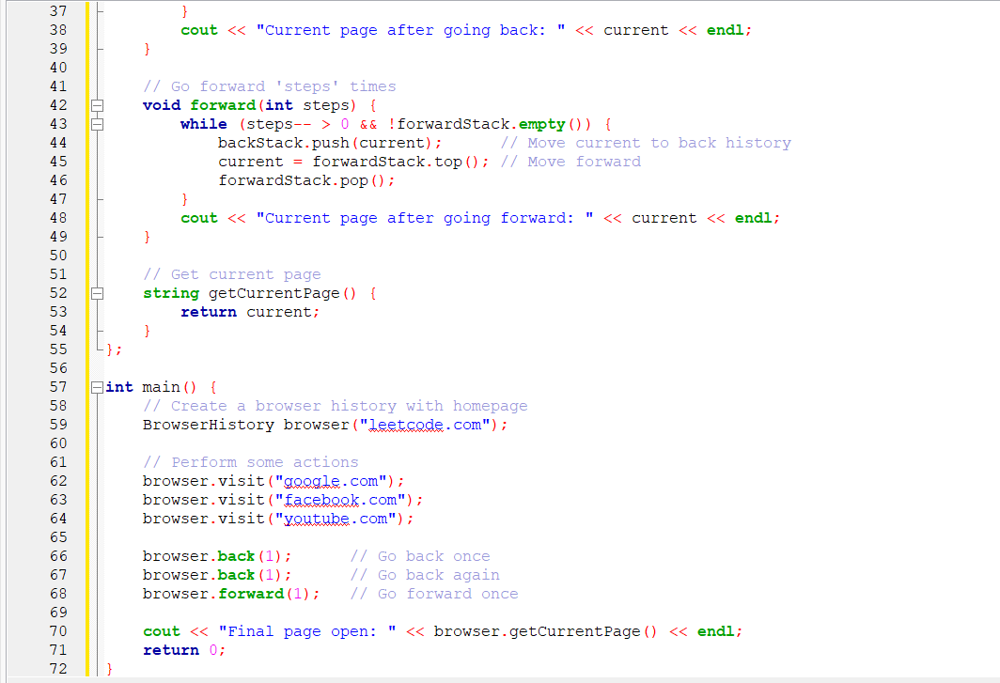 37         }
38         cout << "Current page after going back: " << current << endl;
39     }
40
41     // Go forward 'steps' times
42     void forward(int steps) {
43         while (steps-- > 0 && !forwardStack.empty()) {
44             backStack.push(current);      // Move current to back history
45             current = forwardStack.top(); // Move forward
46             forwardStack.pop();
47         }
48         cout << "Current page after going forward: " << current << endl;
49     }
50
51     // Get current page
52     string getCurrentPage() {
53         return current;
54     }
55 };
56
57 int main() {
58     // Create a browser history with homepage
59     BrowserHistory browser("leetcode.com");
60
61     // Perform some actions
62     browser.visit("google.com");
63     browser.visit("facebook.com");
64     browser.visit("youtube.com");
65
66     browser.back(1);      // Go back once
67     browser.back(1);      // Go back again
68     browser.forward(1);   // Go forward once
69
70     cout << "Final page open: " << browser.getCurrentPage() << endl;
71     return 0;
72 }